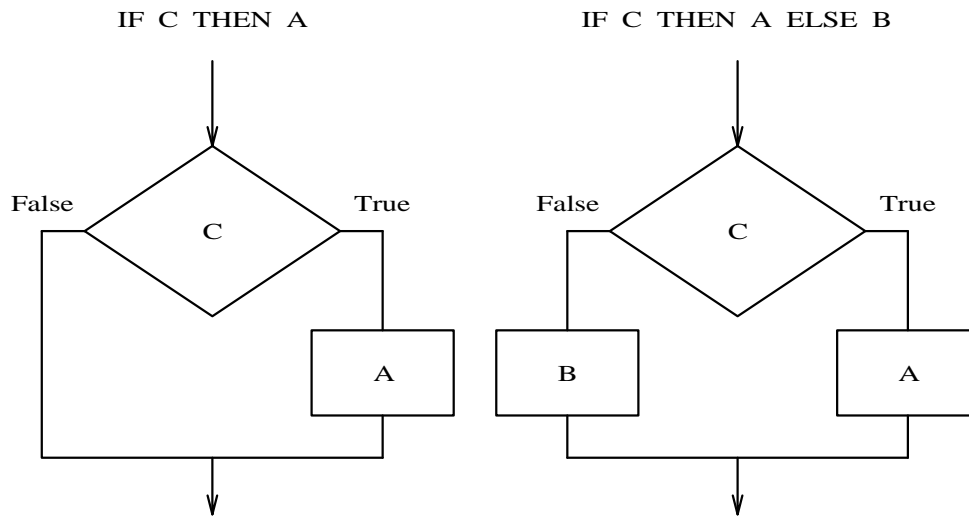 IF C THEN A
False
True
C
A
IF C THEN A ELSE B
False
True
C
B
A